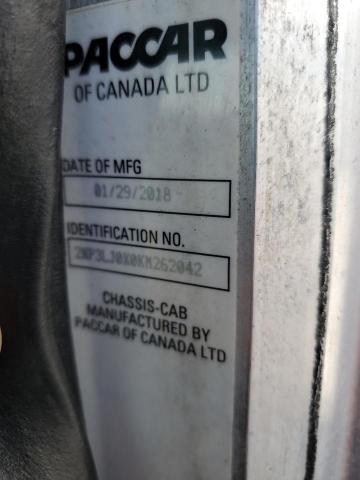 PACCAR
OF CANADA LTD
DATE OF MFG
01/29/2018
IDENTIFICATION NO.
2NP3LJ0X0KM262042
CHASSIS-CAB
MANUFACTURED BY
PACCAR OF CANADA LTD